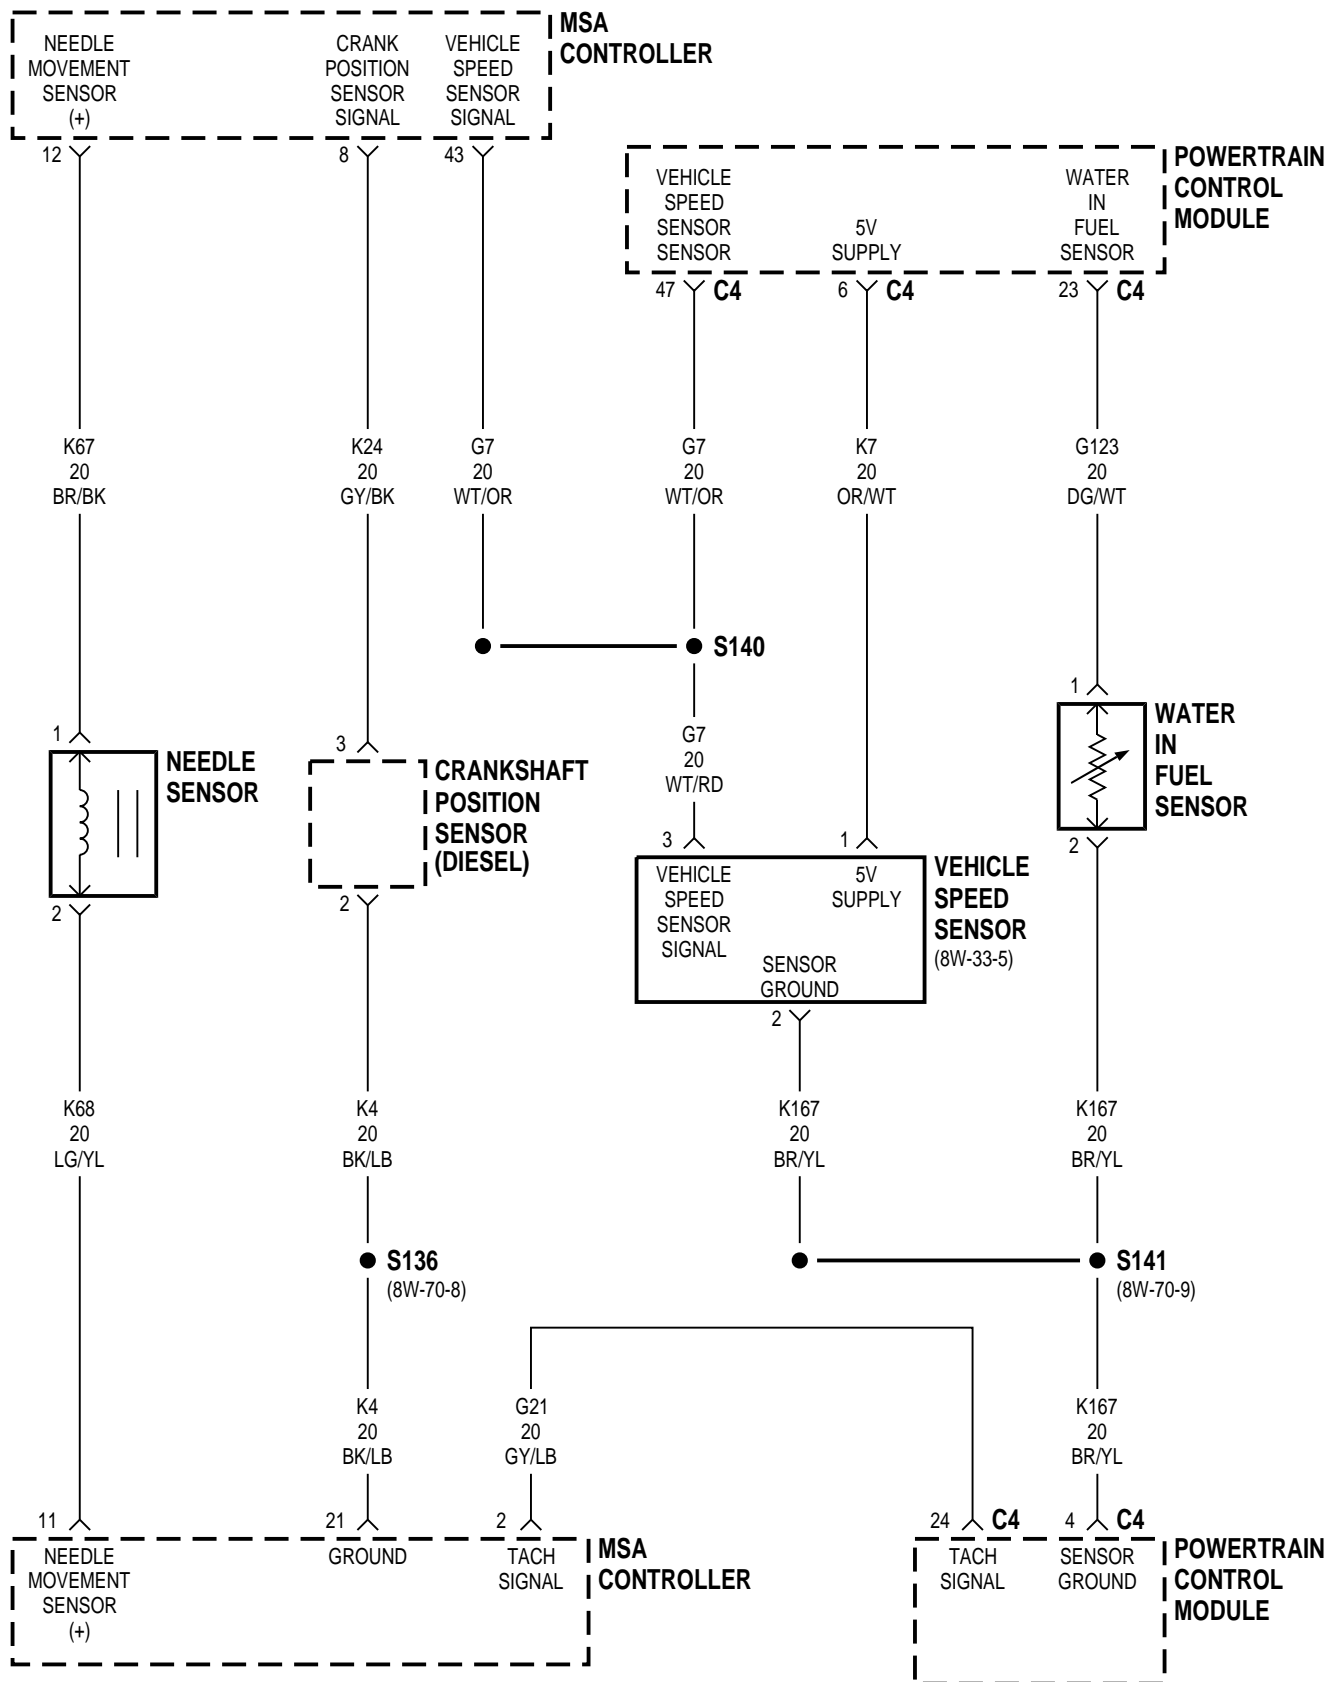 MSA
CONTROLLER
NEEDLE
MOVEMENT
SENSOR
(+)
CRANK
POSITION
SENSOR
SIGNAL
VEHICLE
SPEED
SENSOR
SIGNAL
12
8
43
POWERTRAIN
CONTROL
MODULE
VEHICLE
SPEED
SENSOR
SENSOR
5V
SUPPLY
WATER
IN
FUEL
SENSOR
47 C4
6 C4
23 C4
K67
20
BR/BK
K24
20
GY/BK
G7
20
WT/OR
G7
20
WT/OR
K7
20
OR/WT
G123
20
DG/WT
S140
G7
20
WT/RD
1
NEEDLE
SENSOR
2
3
CRANKSHAFT
POSITION
SENSOR
(DIESEL)
2
3
1
VEHICLE
SPEED
SENSOR
SIGNAL
5V
SUPPLY
SENSOR
GROUND
VEHICLE
SPEED
SENSOR
(8W-33-5)
2
1
WATER
IN
FUEL
SENSOR
2
K68
20
LG/YL
K4
20
BK/LB
K167
20
BR/YL
K167
20
BR/YL
S136
(8W-70-8)
S141
(8W-70-9)
K4
20
BK/LB
G21
20
GY/LB
K167
20
BR/YL
11
21
2
24 C4
4 C4
NEEDLE
MOVEMENT
SENSOR
(+)
GROUND
TACH
SIGNAL
MSA
CONTROLLER
TACH
SIGNAL
SENSOR
GROUND
POWERTRAIN
CONTROL
MODULE